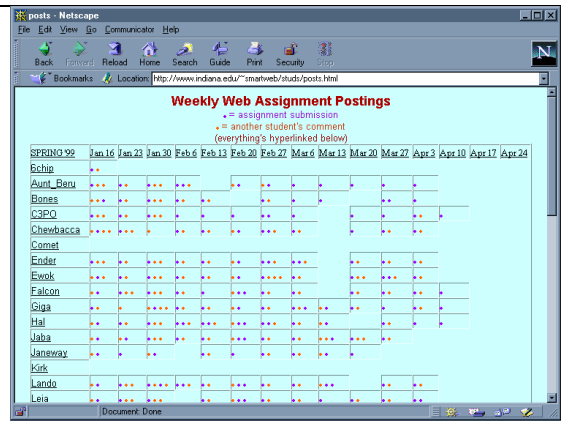 posts - Netscape
File Edit View Go Communicator Help
Back Forward Reload Home Search Guide Print Security Stop
N
Bookmarks Location: http://www.indiana.edu/~smartweb/studs/posts.html
Weekly Web Assignment Postings
= assignment submission
= another student's comment
(everything's hyperlinked below)
SPRING '99 Jan 16 Jan 23 Jan 30 Feb 6 Feb 13 Feb 20 Feb 27 Mar 6 Mar 13 Mar 20 Mar 27 Apr 3 Apr 10 Apr 17 Apr 24
6chip
Aunt_Beru
Bones
C3PO
Chewbacca
Comet
Ender
Ewok
Falcon
Giga
Hal
Jaba
Janeway
Kirk
Lando
Leia
Document: Done